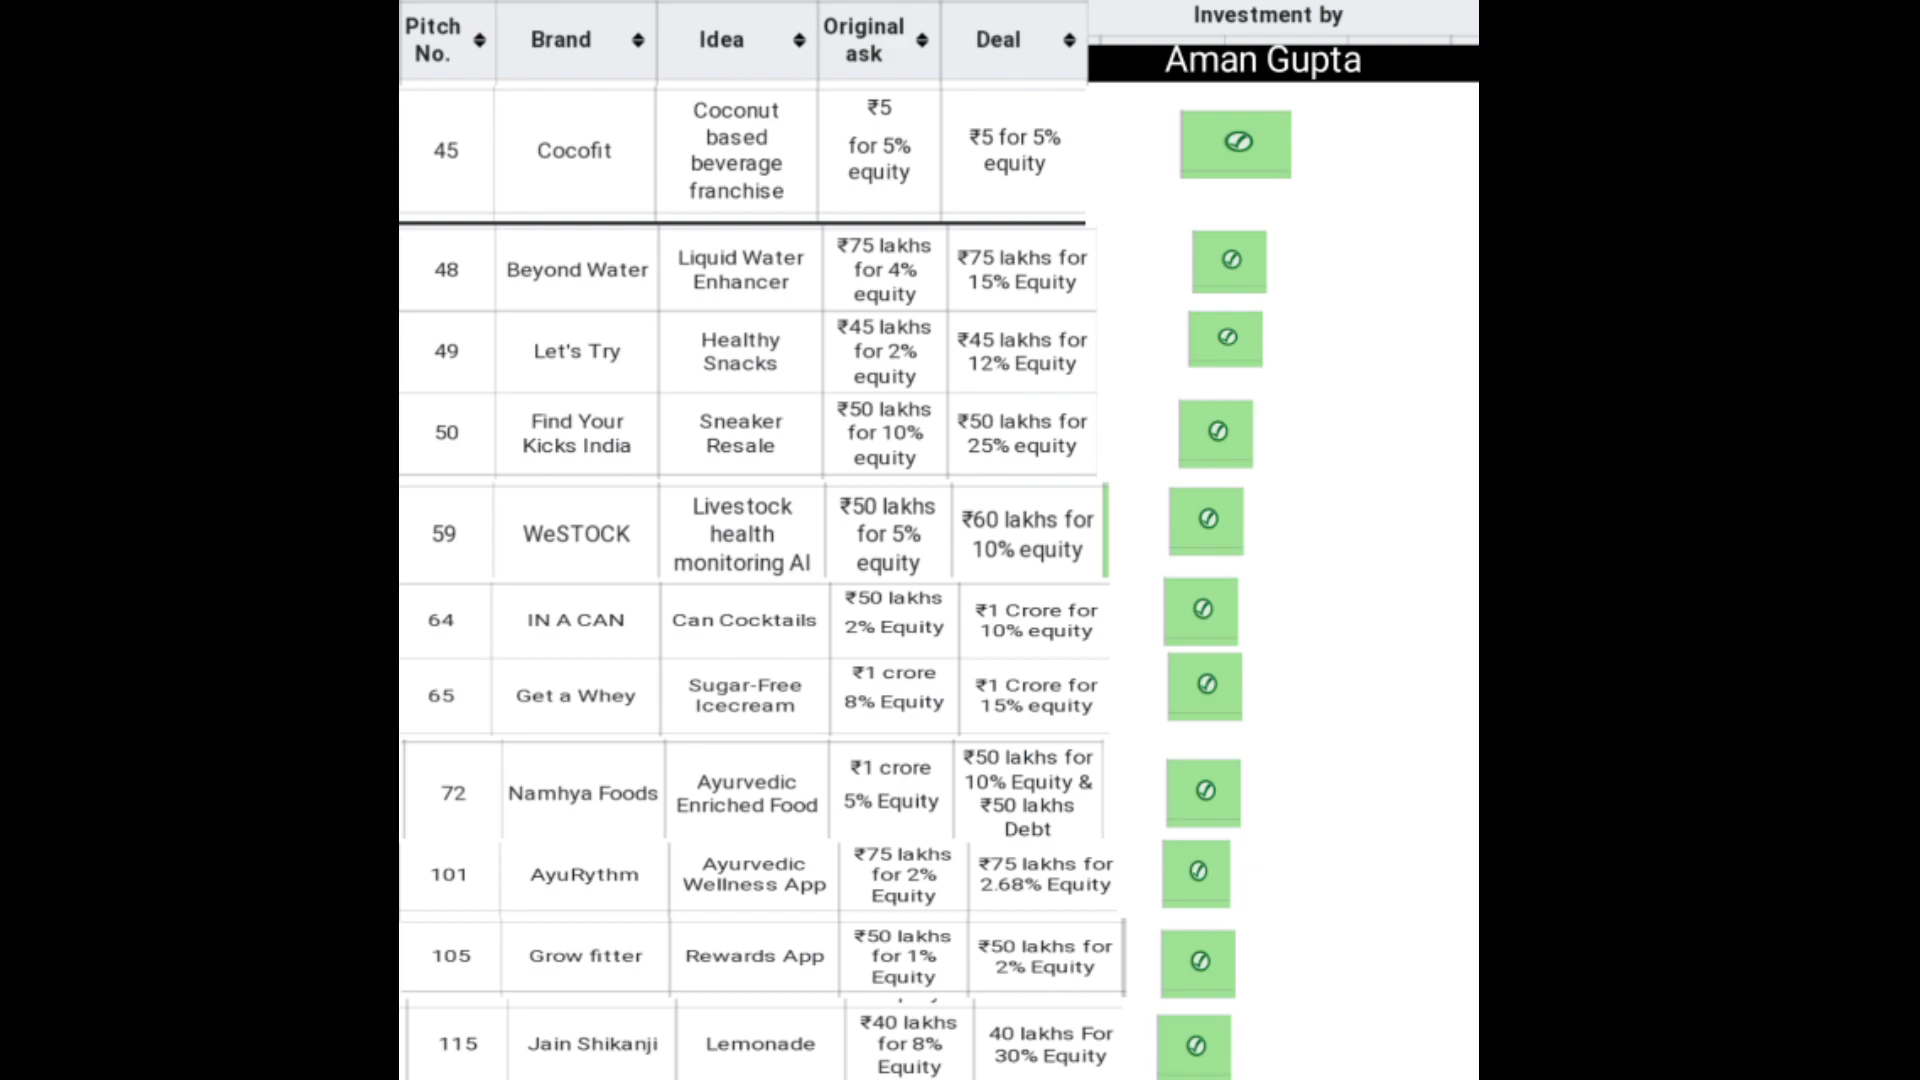 Pitch No. Brand Idea Original ask Deal Investment by
Aman Gupta
45 Cocofit Coconut based beverage franchise ₹5 for 5% equity ₹5 for 5% equity
48 Beyond Water Liquid Water Enhancer ₹75 lakhs for 4% equity ₹75 lakhs for 15% Equity
49 Let's Try Healthy Snacks ₹45 lakhs for 2% equity ₹45 lakhs for 12% Equity
50 Find Your Kicks India Sneaker Resale ₹50 lakhs for 10% equity ₹50 lakhs for 25% equity
59 WeSTOCK Livestock health monitoring AI ₹50 lakhs for 5% equity ₹60 lakhs for 10% equity
64 IN A CAN Can Cocktails ₹50 lakhs 2% Equity ₹1 Crore for 10% equity
65 Get a Whey Sugar-Free Icecream ₹1 crore 8% Equity ₹1 Crore for 15% equity
72 Namhya Foods Ayurvedic Enriched Food ₹1 crore 5% Equity ₹50 lakhs for 10% Equity & ₹50 lakhs Debt
101 AyuRythm Ayurvedic Wellness App ₹75 lakhs for 2% Equity ₹75 lakhs for 2.68% Equity
105 Grow fitter Rewards App ₹50 lakhs for 1% Equity ₹50 lakhs for 2% Equity
115 Jain Shikanji Lemonade ₹40 lakhs for 8% Equity 40 lakhs For 30% Equity